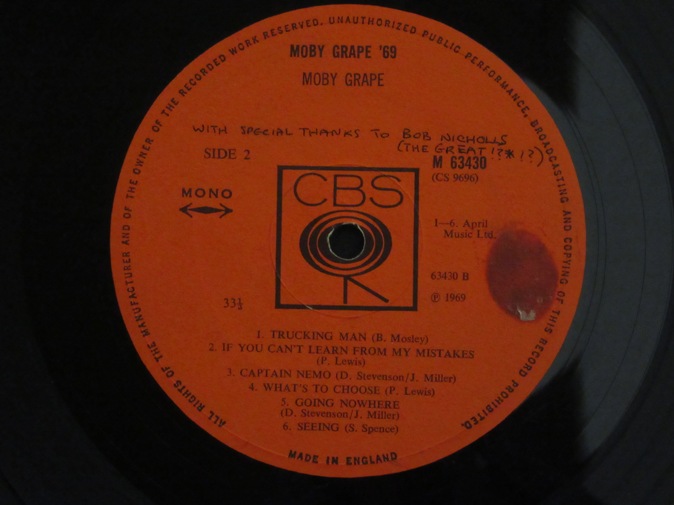 ALL RIGHTS OF THE MANUFACTURER AND OF THE OWNER OF THE RECORDED WORK RESERVED. UNAUTHORIZED PUBLIC PERFORMANCE, BROADCASTING AND COPYING OF THIS RECORD PROHIBITED.
MOBY GRAPE '69
MOBY GRAPE
WITH SPECIAL THANKS TO BOB NICHOLLS
(THE GREAT !?*!?)
SIDE 2
M 63430
(CS 9696)
MONO
CBS
1—6. April
Music Ltd.
63430 B
33⅓
℗ 1969
1. TRUCKING MAN (B. Mosley)
2. IF YOU CAN'T LEARN FROM MY MISTAKES
(P. Lewis)
3. CAPTAIN NEMO (D. Stevenson/J. Miller)
4. WHAT'S TO CHOOSE (P. Lewis)
5. GOING NOWHERE
(D. Stevenson/J. Miller)
6. SEEING (S. Spence)
MADE IN ENGLAND